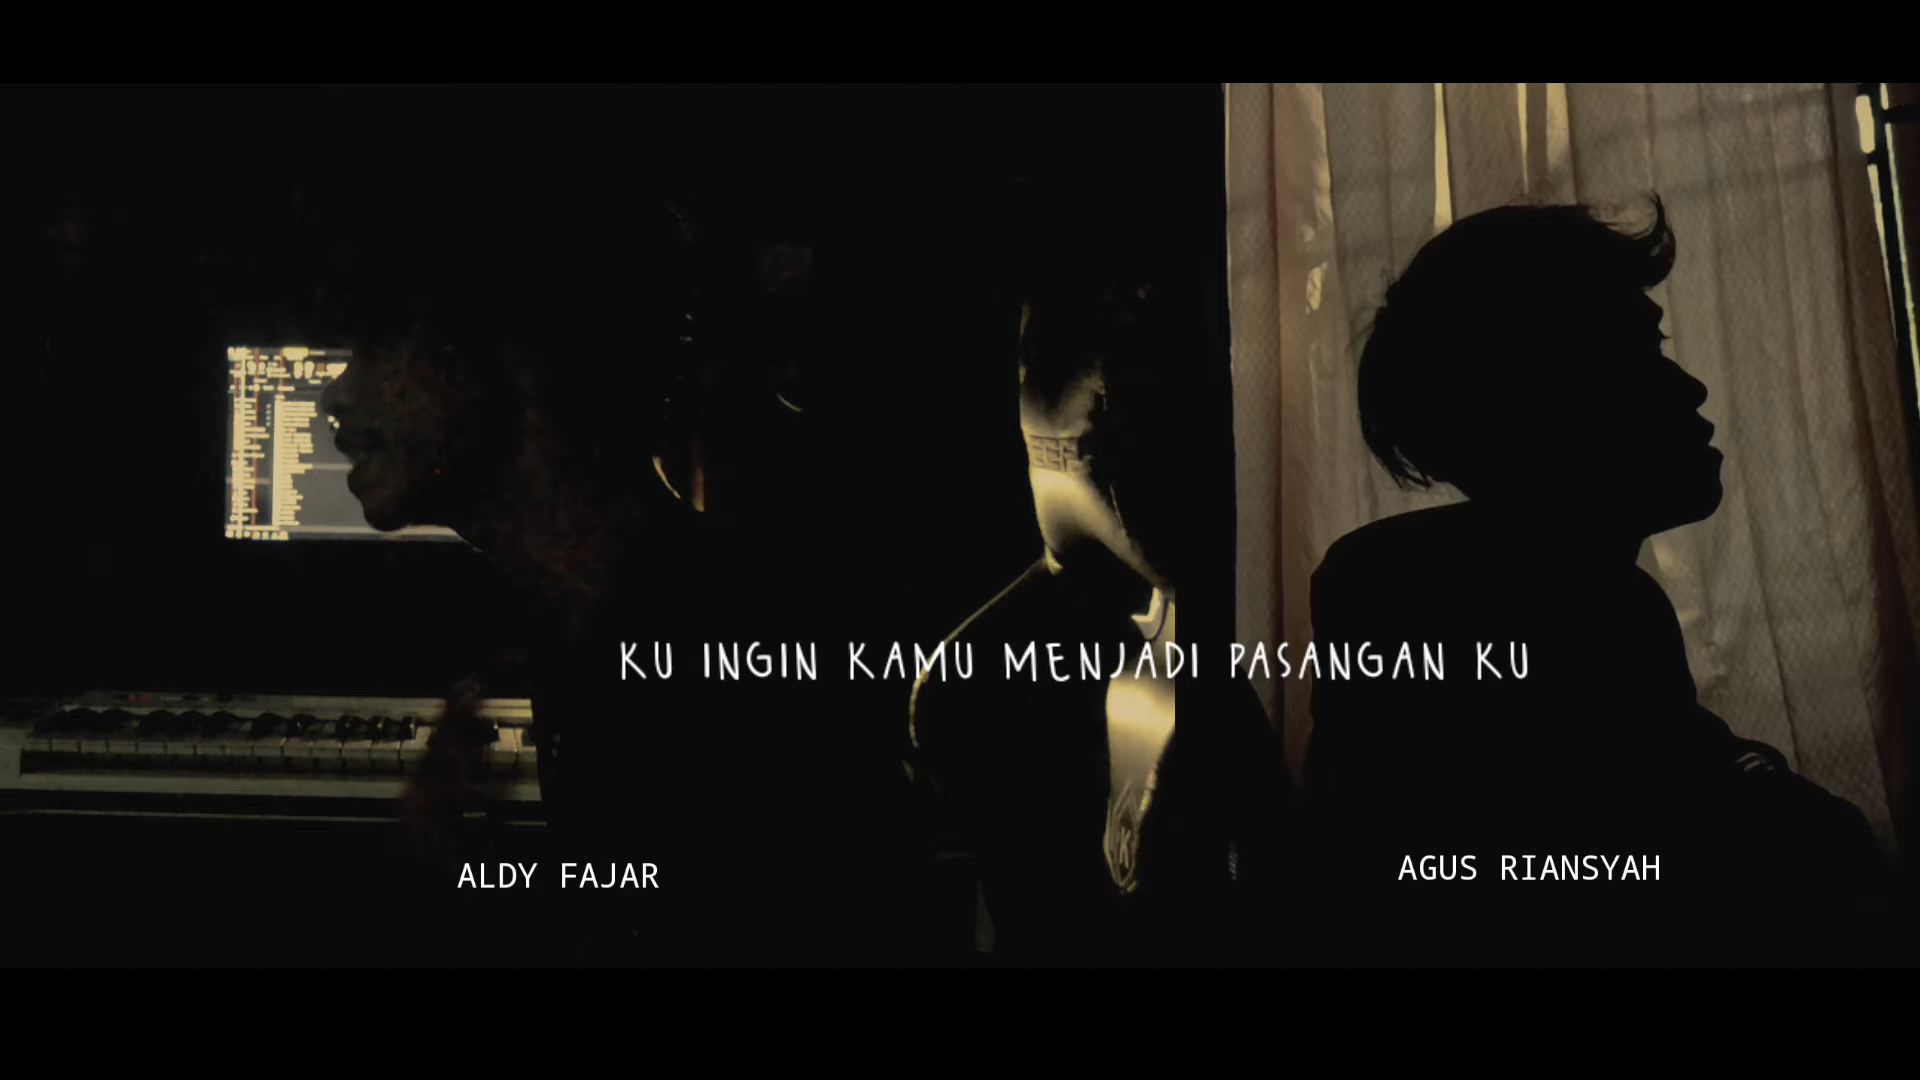 KU INGIN KAMU MENJADI PASANGAN KU
ALDY FAJAR
AGUS RIANSYAH